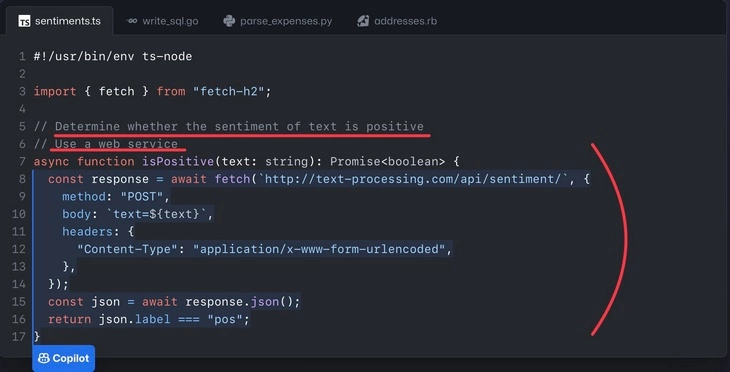 TS sentiments.ts write_sql.go parse_expenses.py addresses.rb
1 #!/usr/bin/env ts-node
2
3 import { fetch } from "fetch-h2";
4
5 // Determine whether the sentiment of text is positive
6 // Use a web service
7 async function isPositive(text: string): Promise<boolean> {
8   const response = await fetch(`http://text-processing.com/api/sentiment/`, {
9     method: "POST",
10     body: `text=${text}`,
11     headers: {
12       "Content-Type": "application/x-www-form-urlencoded",
13     },
14   });
15   const json = await response.json();
16   return json.label === "pos";
17 }
Copilot